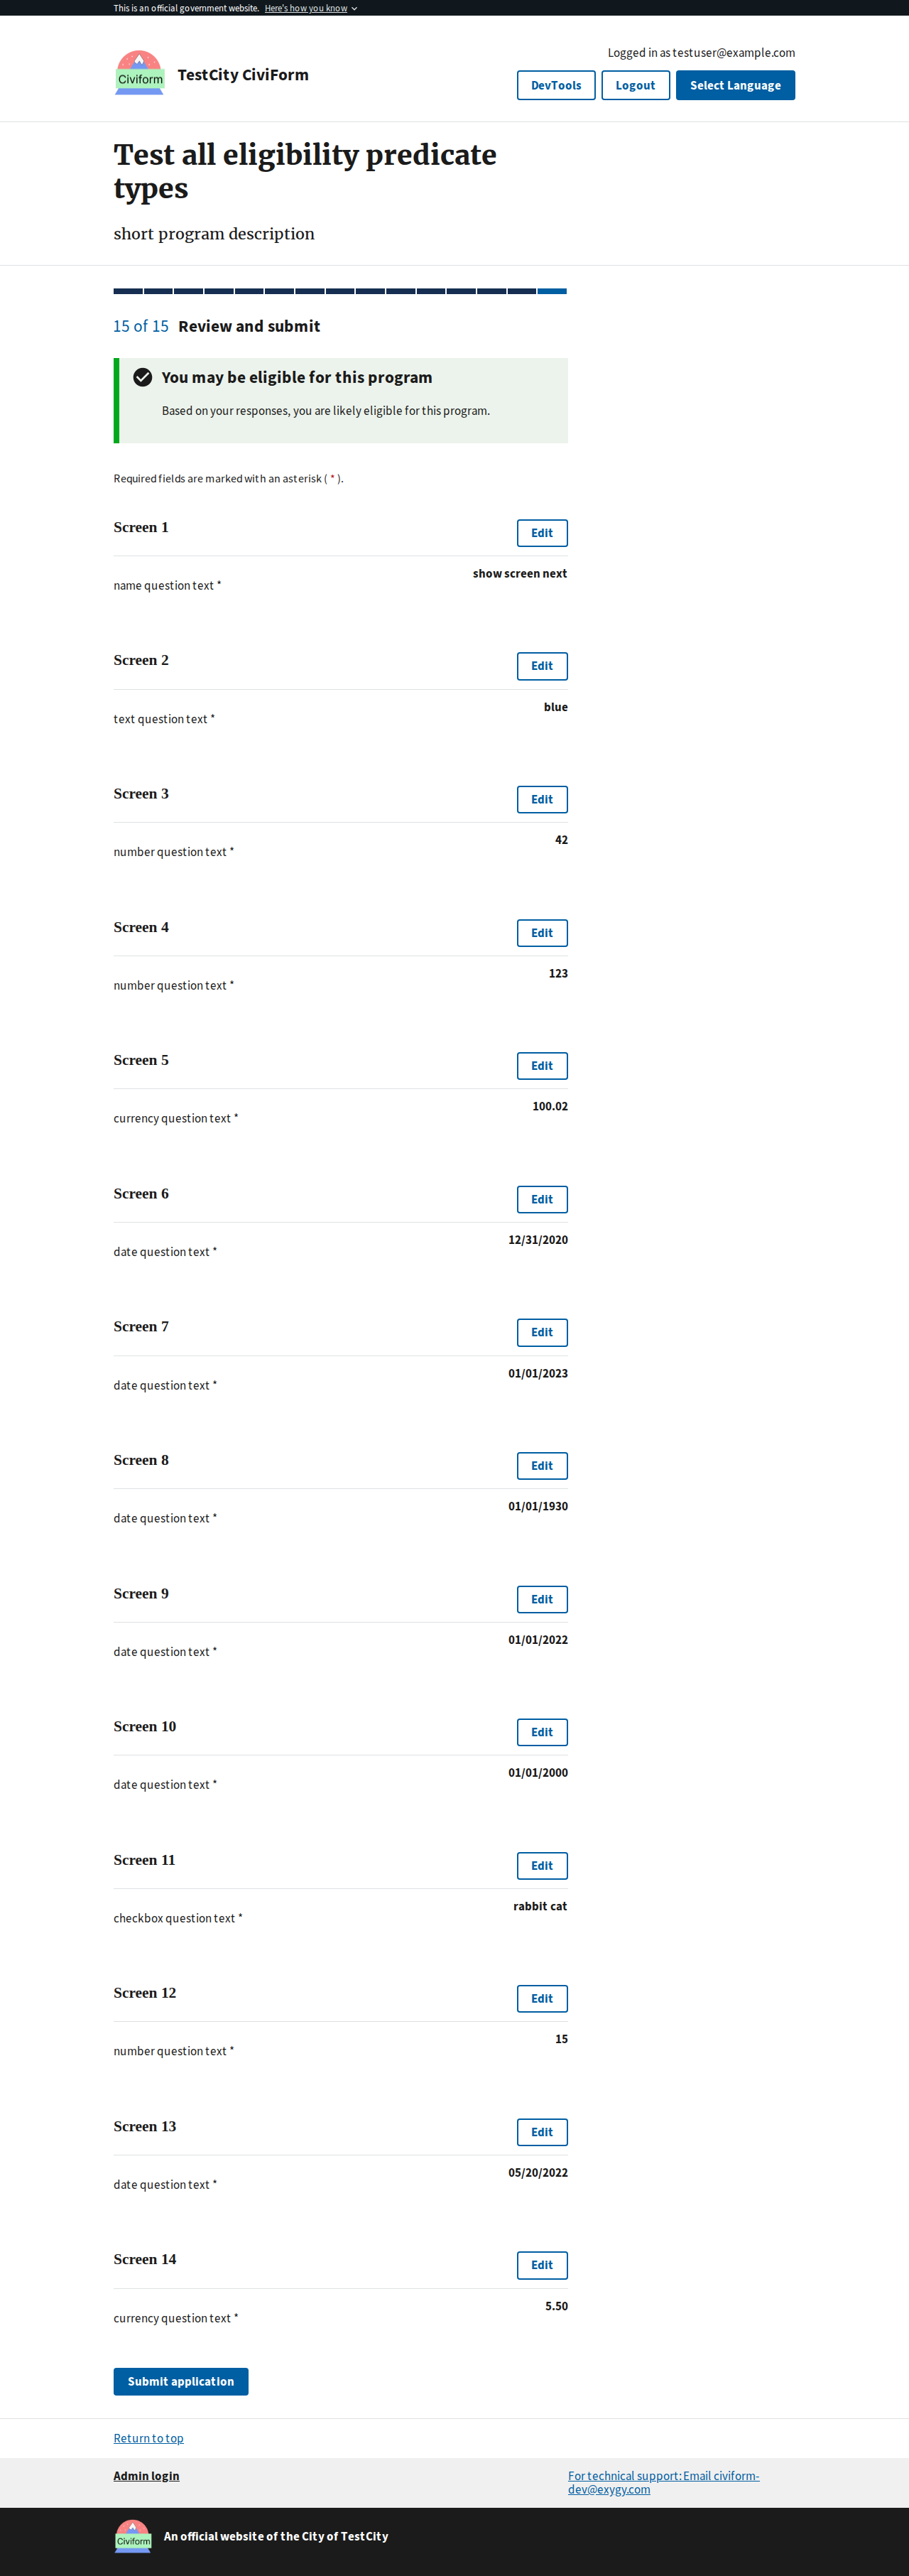 This is an official government website. Here's how you know
Logged in as testuser@example.com
Civiform
TestCity CiviForm
DevTools
Logout
Select Language
Test all eligibility predicate
types
short program description
15 of 15 Review and submit
You may be eligible for this program
Based on your responses, you are likely eligible for this program.
Required fields are marked with an asterisk ( * ).
Screen 1
Edit
show screen next
name question text *
Screen 2
Edit
blue
text question text *
Screen 3
Edit
42
number question text *
Screen 4
Edit
123
number question text *
Screen 5
Edit
100.02
currency question text *
Screen 6
Edit
12/31/2020
date question text *
Screen 7
Edit
01/01/2023
date question text *
Screen 8
Edit
01/01/1930
date question text *
Screen 9
Edit
01/01/2022
date question text *
Screen 10
Edit
01/01/2000
date question text *
Screen 11
Edit
rabbit cat
checkbox question text *
Screen 12
Edit
15
number question text *
Screen 13
Edit
05/20/2022
date question text *
Screen 14
Edit
5.50
currency question text *
Submit application
Return to top
Admin login
For technical support: Email civiform-
dev@exygy.com
Civiform
An official website of the City of TestCity